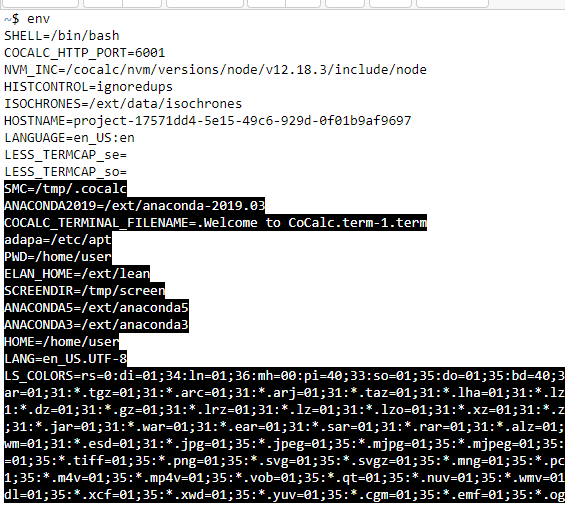 ~$ env
SHELL=/bin/bash
COCALC_HTTP_PORT=6001
NVM_INC=/cocalc/nvm/versions/node/v12.18.3/include/node
HISTCONTROL=ignoredups
ISOCHRONES=/ext/data/isochrones
HOSTNAME=project-17571dd4-5e15-49c6-929d-0f01b9af9697
LANGUAGE=en_US:en
LESS_TERMCAP_se=
LESS_TERMCAP_so=
SMC=/tmp/.cocalc
ANACONDA2019=/ext/anaconda-2019.03
COCALC_TERMINAL_FILENAME=.Welcome to CoCalc.term-1.term
adapa=/etc/apt
PWD=/home/user
ELAN_HOME=/ext/lean
SCREENDIR=/tmp/screen
ANACONDA5=/ext/anaconda5
ANACONDA3=/ext/anaconda3
HOME=/home/user
LANG=en_US.UTF-8
LS_COLORS=rs=0:di=01;34:ln=01;36:mh=00:pi=40;33:so=01;35:do=01;35:bd=40;3
ar=01;31:*.tgz=01;31:*.arc=01;31:*.arj=01;31:*.taz=01;31:*.lha=01;31:*.lz
1:*.dz=01;31:*.gz=01;31:*.lrz=01;31:*.lz=01;31:*.lzo=01;31:*.xz=01;31:*.z
;31:*.jar=01;31:*.war=01;31:*.ear=01;31:*.sar=01;31:*.rar=01;31:*.alz=01;
wm=01;31:*.esd=01;31:*.jpg=01;35:*.jpeg=01;35:*.mjpg=01;35:*.mjpeg=01;35:
=01;35:*.tiff=01;35:*.png=01;35:*.svg=01;35:*.svgz=01;35:*.mng=01;35:*.pc
1;35:*.m4v=01;35:*.mp4v=01;35:*.vob=01;35:*.qt=01;35:*.nuv=01;35:*.wmv=01
dl=01;35:*.xcf=01;35:*.xwd=01;35:*.yuv=01;35:*.cgm=01;35:*.emf=01;35:*.og